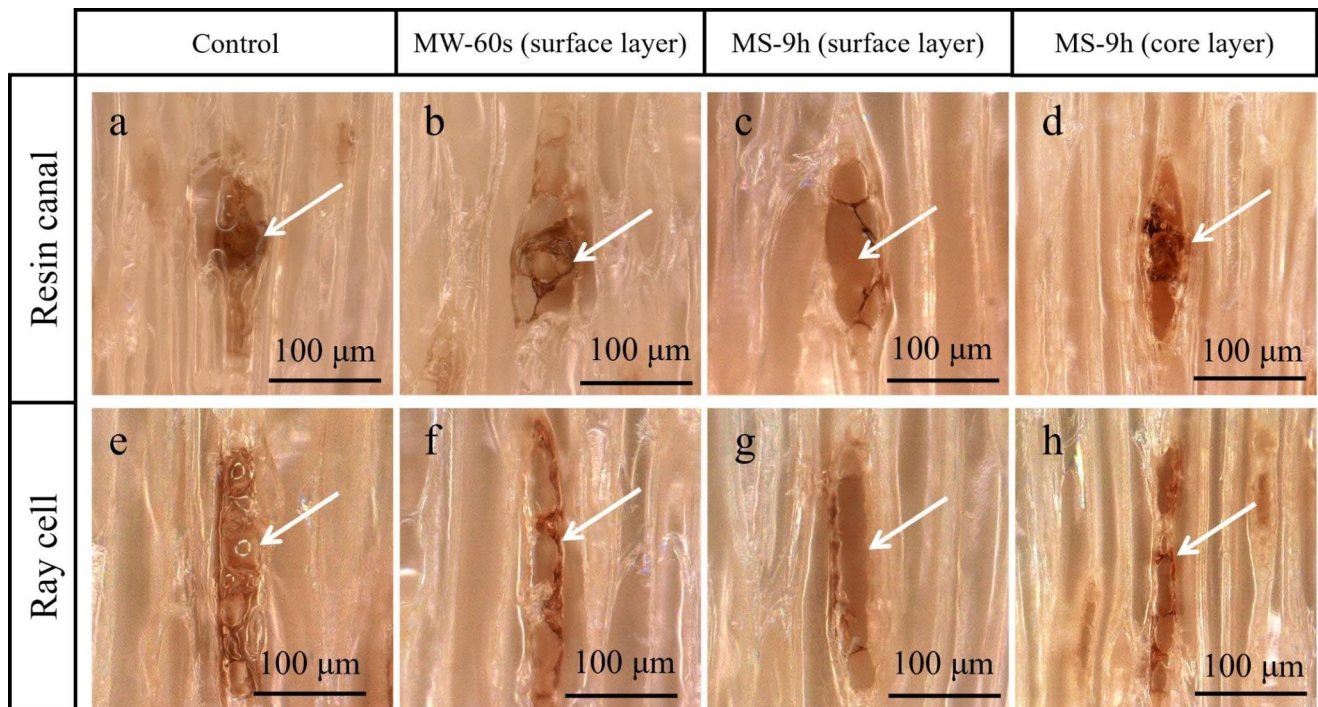 Control
MW-60s (surface layer)
MS-9h (surface layer)
MS-9h (core layer)
Resin canal
a
b
c
d
100 μm
100 μm
100 μm
100 μm
Ray cell
e
f
g
h
100 μm
100 μm
100 μm
100 μm